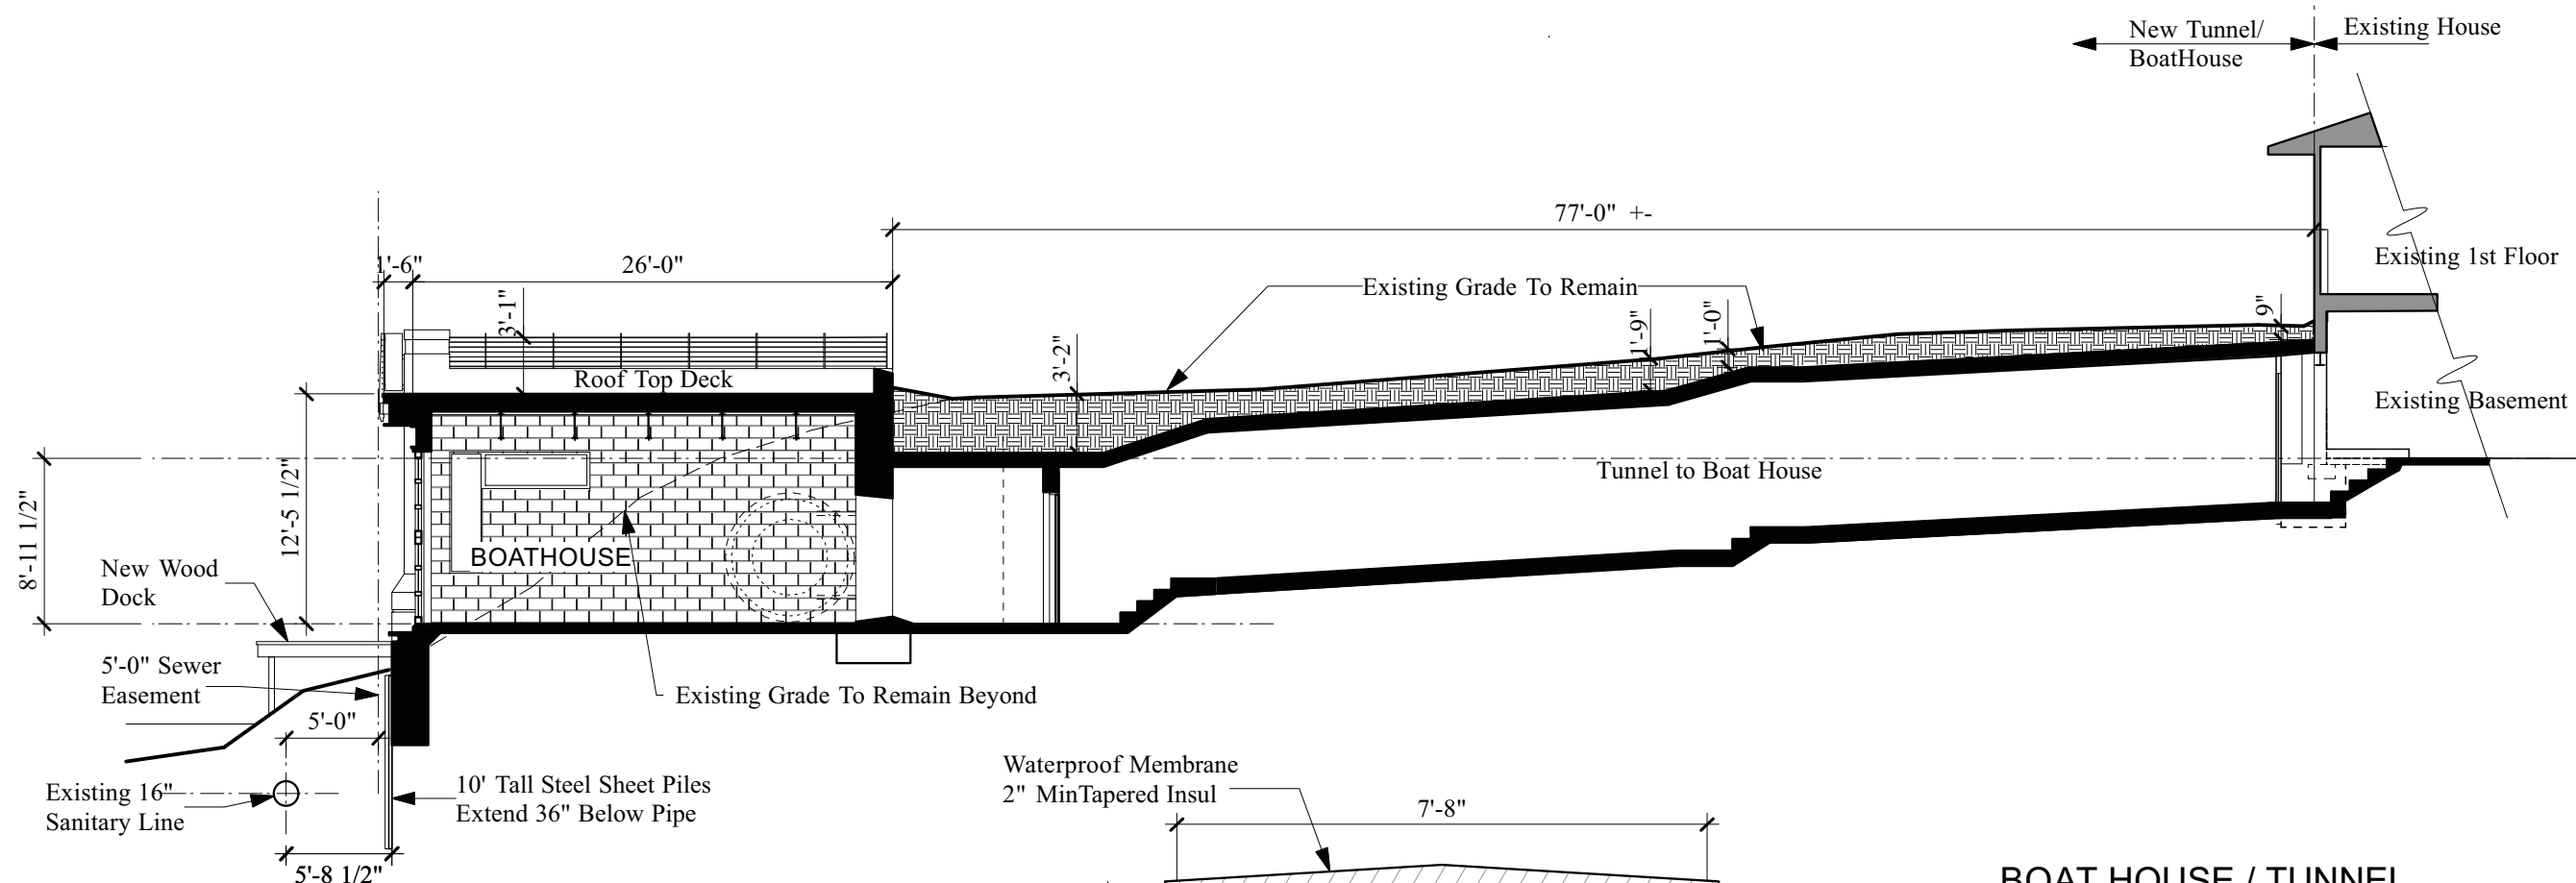 New Tunnel/
BoatHouse
Existing House
77'-0" +-
1'-6"
26'-0"
3'-1"
Existing Grade To Remain
Existing 1st Floor
9"
1'-0"
1'-9"
3'-2"
Roof Top Deck
Existing Basement
Tunnel to Boat House
12'-5 1/2"
8'-11 1/2"
BOATHOUSE
New Wood
Dock
5'-0" Sewer
Easement
5'-0"
Existing Grade To Remain Beyond
Existing 16"
Sanitary Line
10' Tall Steel Sheet Piles
Extend 36" Below Pipe
5'-8 1/2"
Waterproof Membrane
2" MinTapered Insul
7'-8"
BOAT HOUSE / TUNNEL